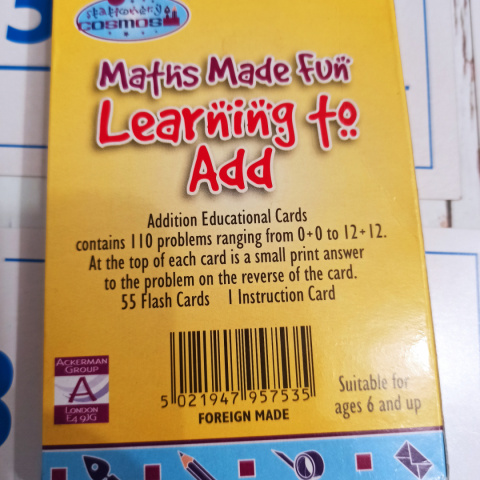 stationery
COSMOS
Maths Made Fun
Learning to
Add
Addition Educational Cards
contains 110 problems ranging from 0+0 to 12+12.
At the top of each card is a small print answer
to the problem on the reverse of the card.
55 Flash Cards 1 Instruction Card
ACKERMAN
GROUP
A
LONDON
E4 9JG
5 021947 957535
FOREIGN MADE
Suitable for
ages 6 and up